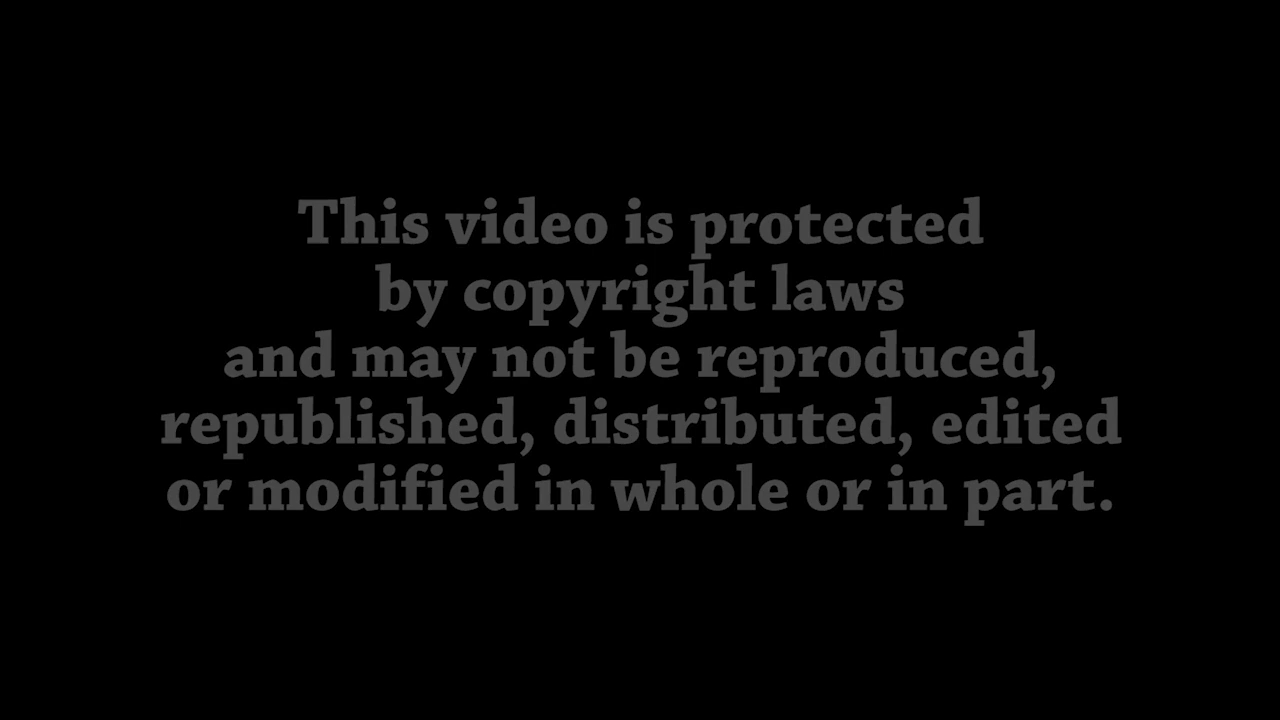 This video is protected
by copyright laws
and may not be reproduced,
republished, distributed, edited
or modified in whole or in part.